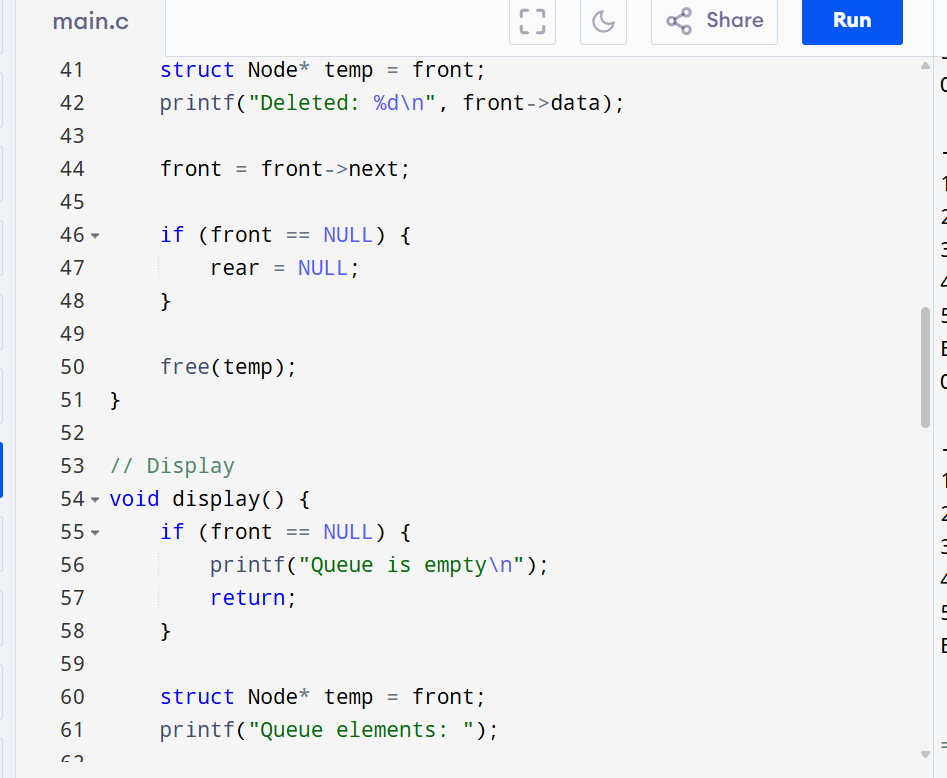 main.c
Share
Run
41 struct Node* temp = front;
42 printf("Deleted: %d\n", front->data);
43
44 front = front->next;
45
46 if (front == NULL) {
47 rear = NULL;
48 }
49
50 free(temp);
51 }
52
53 // Display
54 void display() {
55 if (front == NULL) {
56 printf("Queue is empty\n");
57 return;
58 }
59
60 struct Node* temp = front;
61 printf("Queue elements: ");